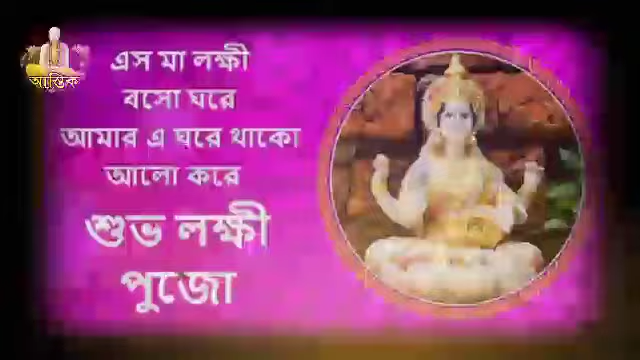 আস্তিক
এস মা লক্ষী
বসো ঘরে
আমার এ ঘরে থাকো
আলো করে
শুভ লক্ষী
পুজো